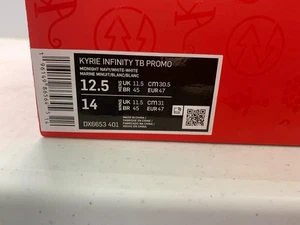 KYRIE INFINITY TB PROMO
MIDNIGHT NAVY/WHITE-WHITE
MARINE MINUIT/BLANC/BLANC
12.5 UK 11.5 CM 30.5
BR 45 EUR 47
14 UK 11.5 CM 31
BR 45 EUR 47
DX6653 401